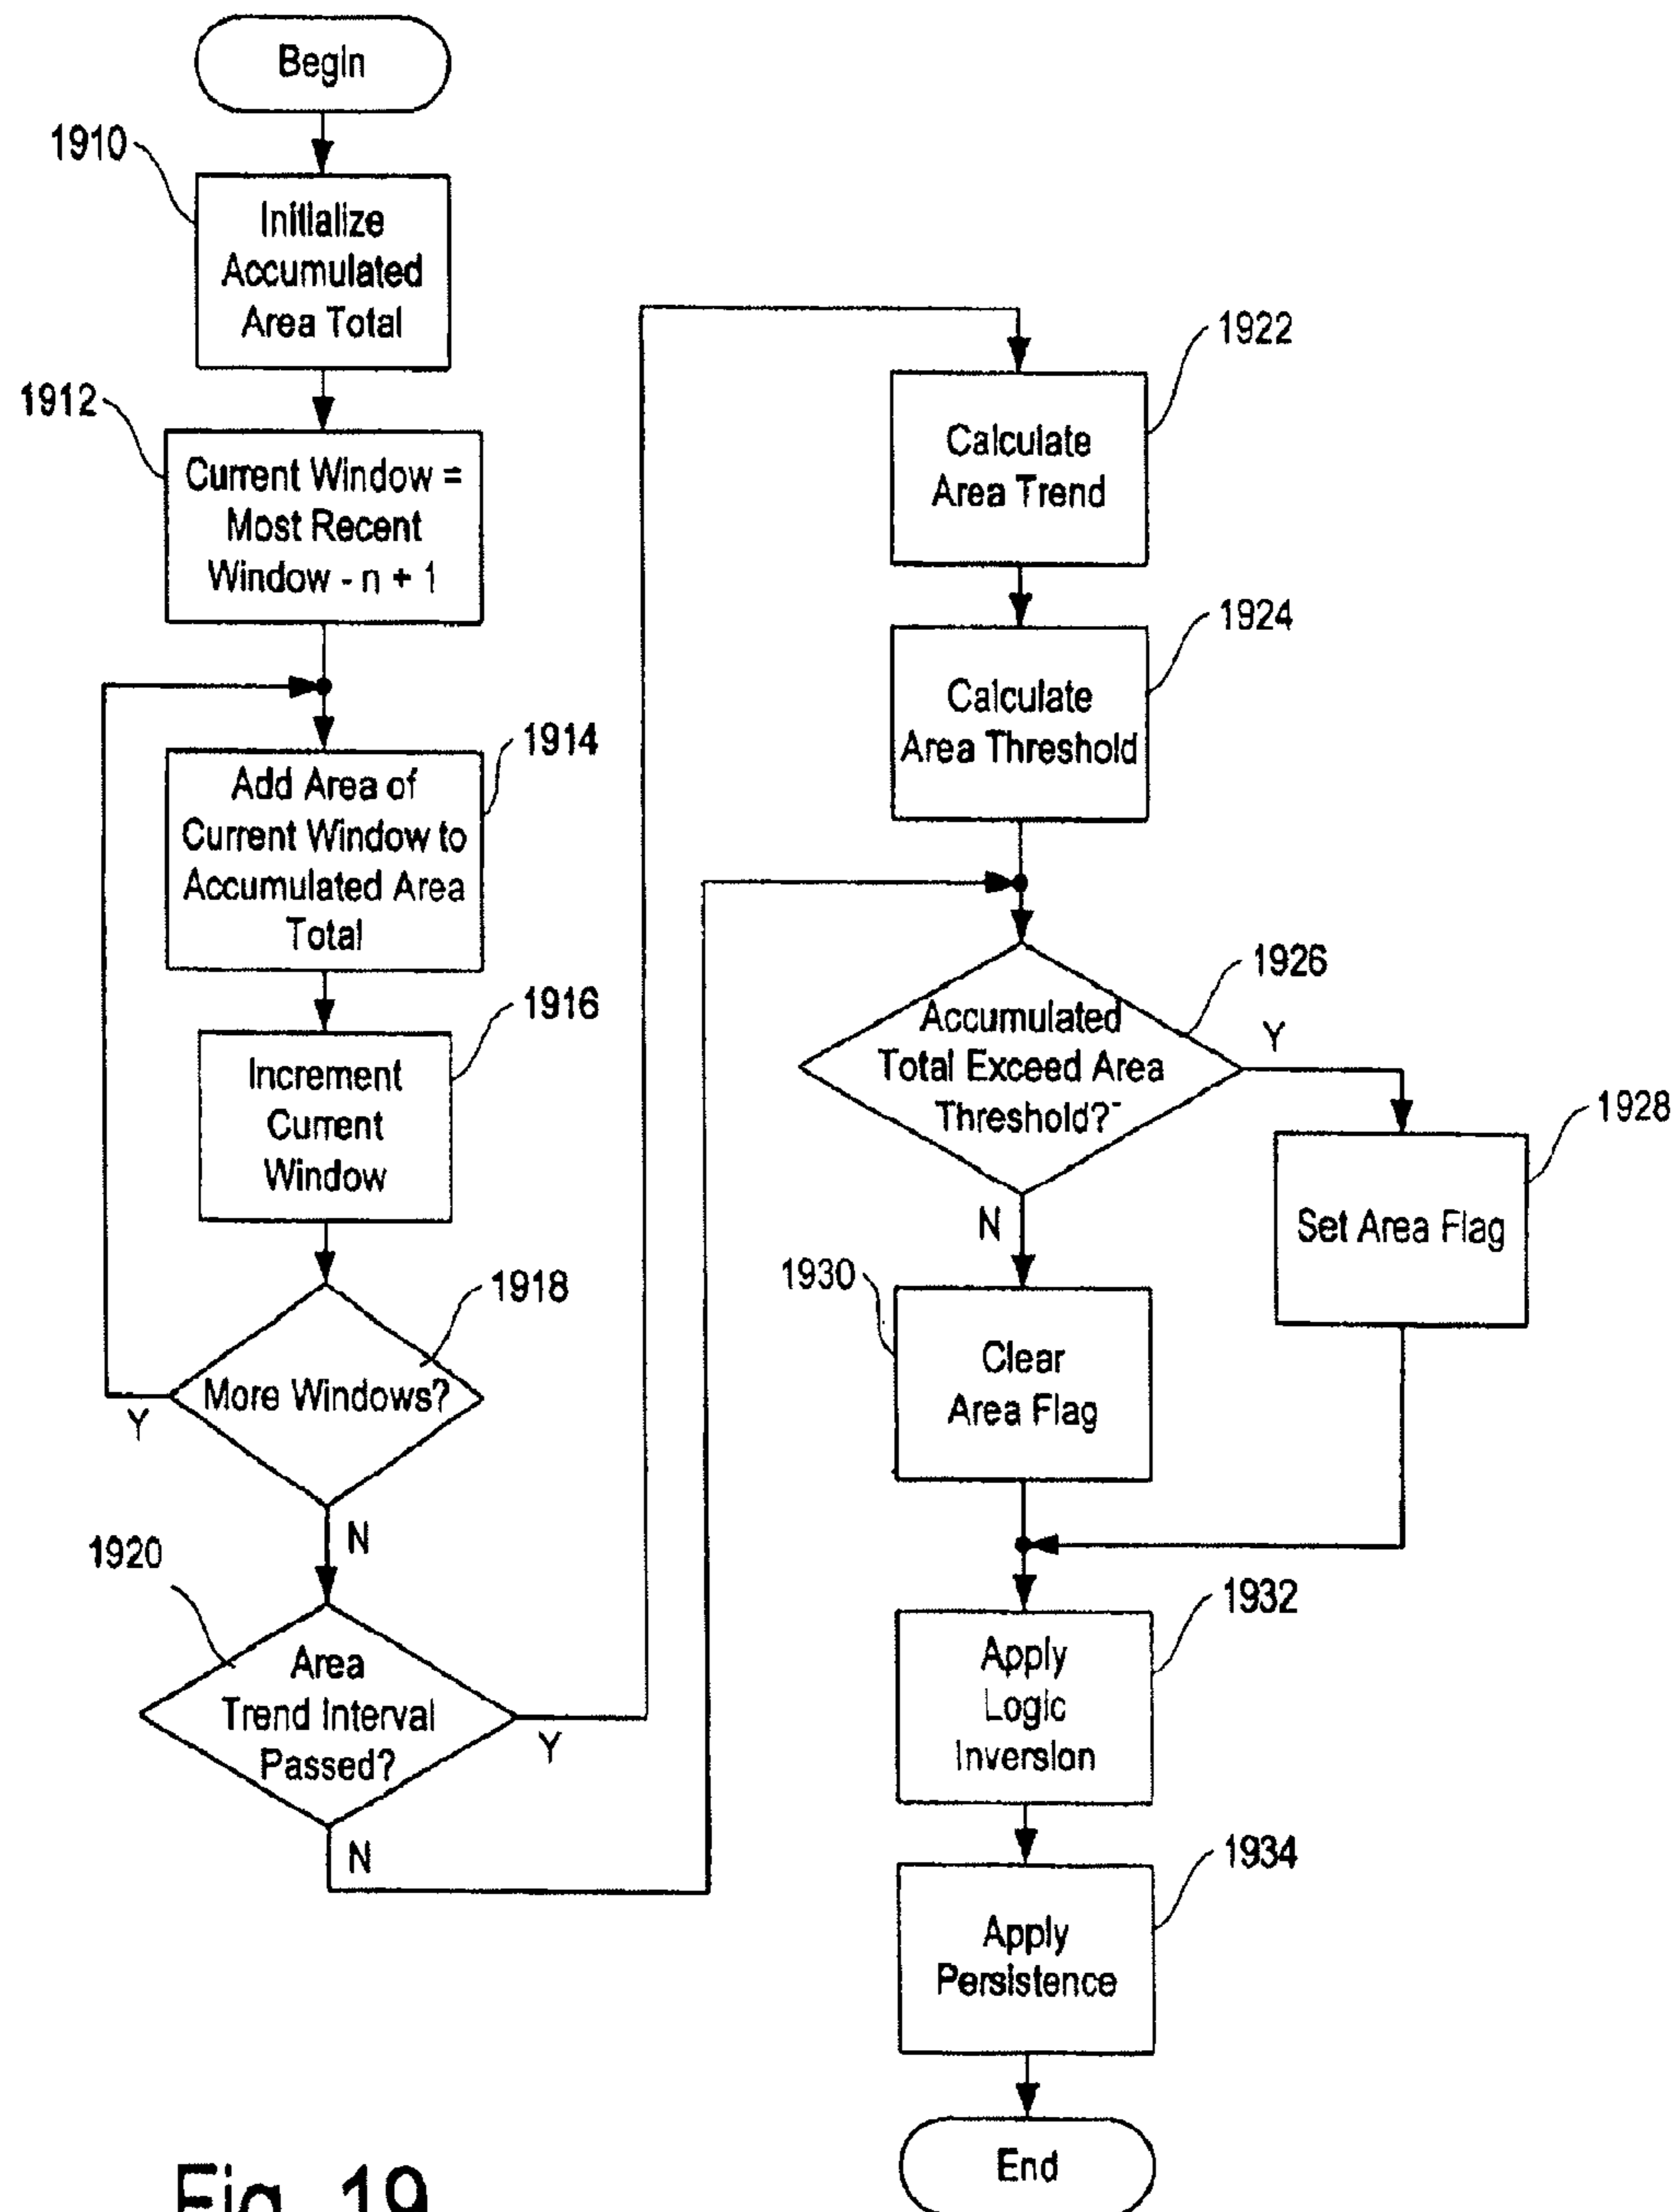 Begin
1910
Initialize
Accumulated
Area Total
1912
Current Window =
Most Recent
Window - n + 1
1914
Add Area of
Current Window to
Accumulated Area
Total
1916
Increment
Current
Window
1918
More Windows?
Y
N
1920
Area
Trend Interval
Passed?
Y
N
1922
Calculate
Area Trend
1924
Calculate
Area Threshold
1926
Accumulated
Total Exceed Area
Threshold?
Y
N
1928
Set Area Flag
1930
Clear
Area Flag
1932
Apply
Logic
Inversion
1934
Apply
Persistence
End
Fig. 19